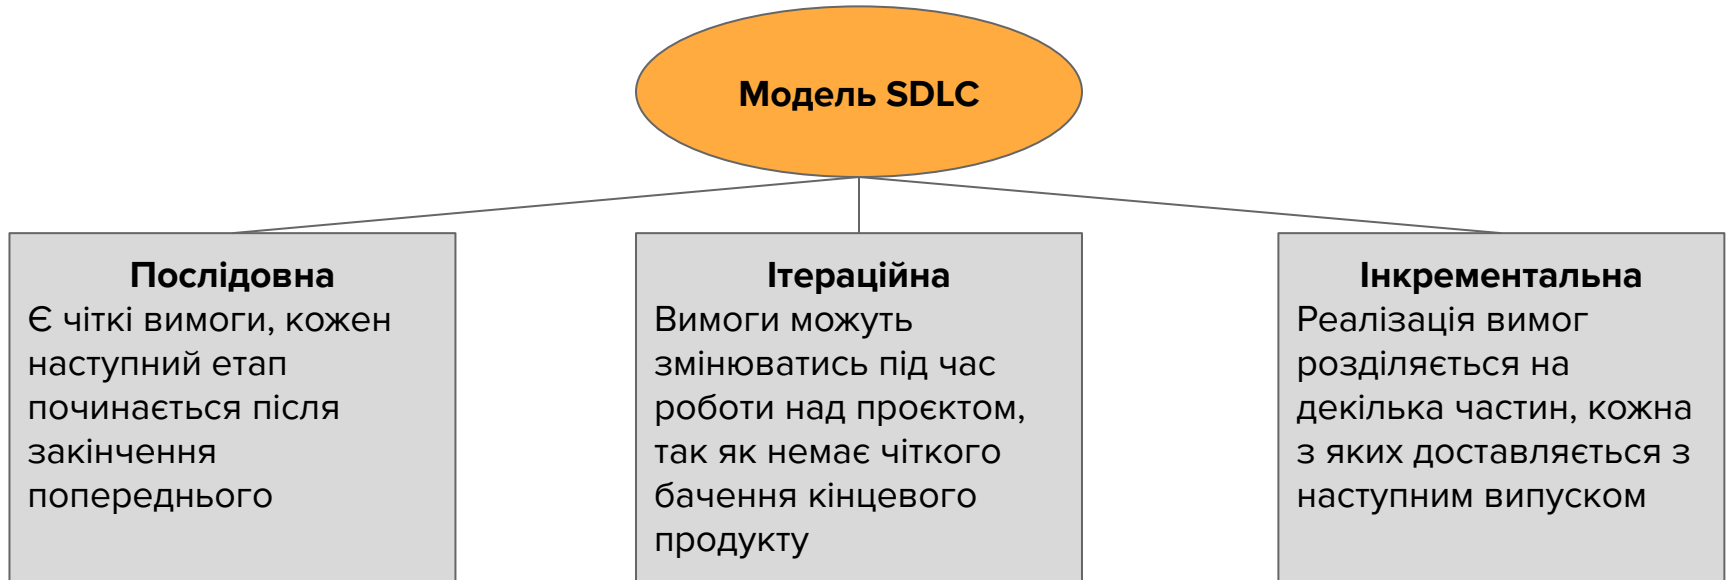 Модель SDLC
Послідовна
Є чіткі вимоги, кожен
наступний етап
починається після
закінчення
попереднього
Ітераційна
Вимоги можуть
змінюватись під час
роботи над проєктом,
так як немає чіткого
бачення кінцевого
продукту
Інкрементальна
Реалізація вимог
розділяється на
декілька частин, кожна
з яких доставляється з
наступним випуском